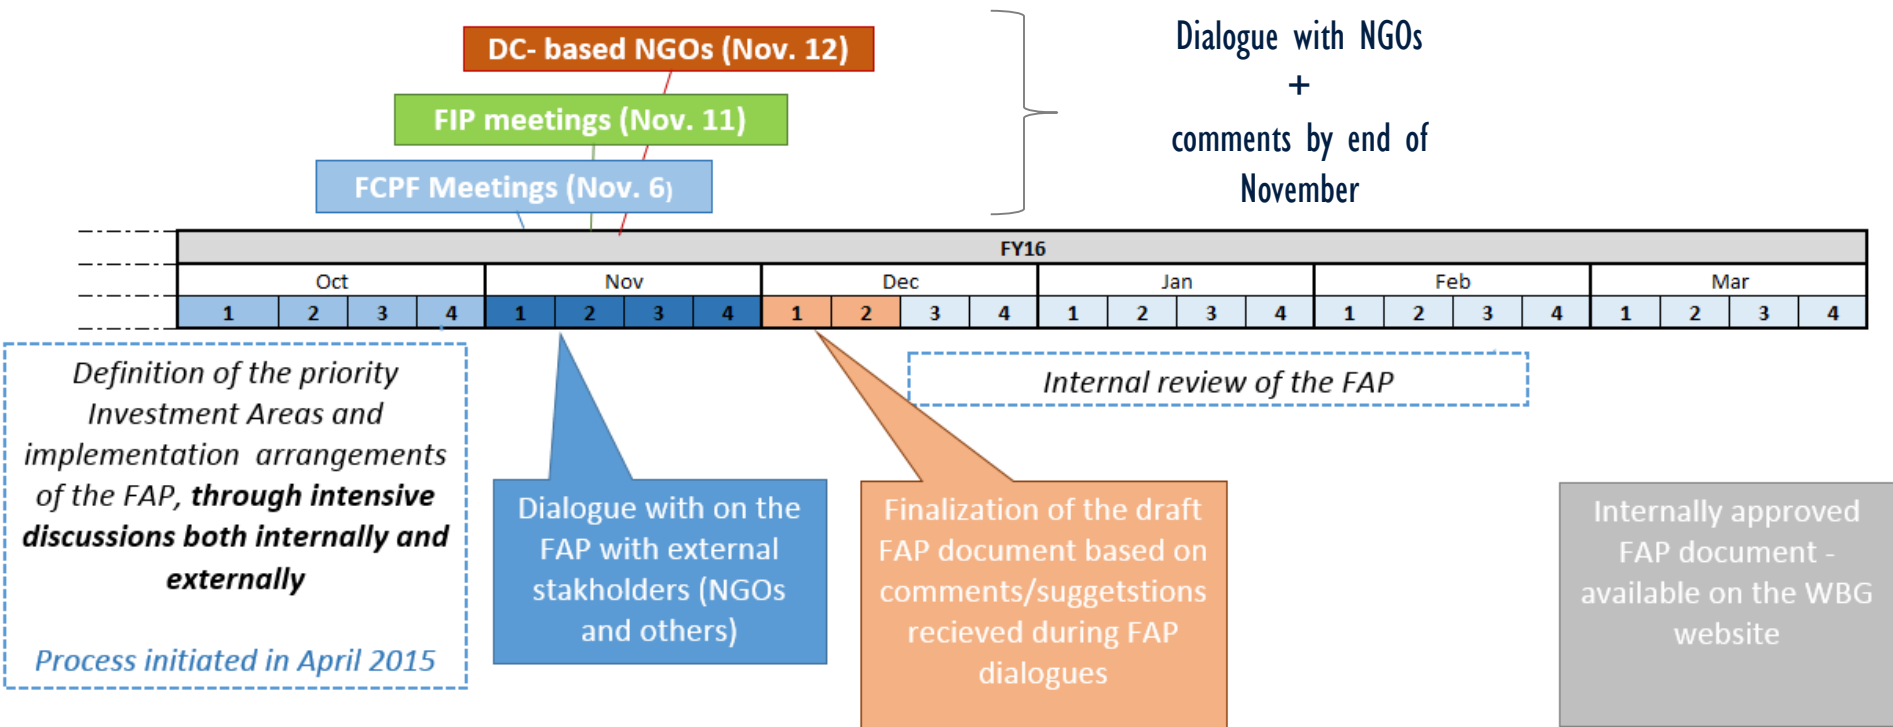 DC- based NGOs (Nov. 12)
FIP meetings (Nov. 11)
FCPF Meetings (Nov. 6)
Dialogue with NGOs
+
comments by end of
November
FY16
Oct Nov Dec Jan Feb Mar
1 2 3 4 1 2 3 4 1 2 3 4 1 2 3 4 1 2 3 4 1 2 3 4
Definition of the priority
Investment Areas and
implementation arrangements
of the FAP, through intensive
discussions both internally and
externally
Process initiated in April 2015
Internal review of the FAP
Dialogue with on the
FAP with external
stakholders (NGOs
and others)
Finalization of the draft
FAP document based on
comments/suggetstions
recieved during FAP
dialogues
Internally approved
FAP document -
available on the WBG
website